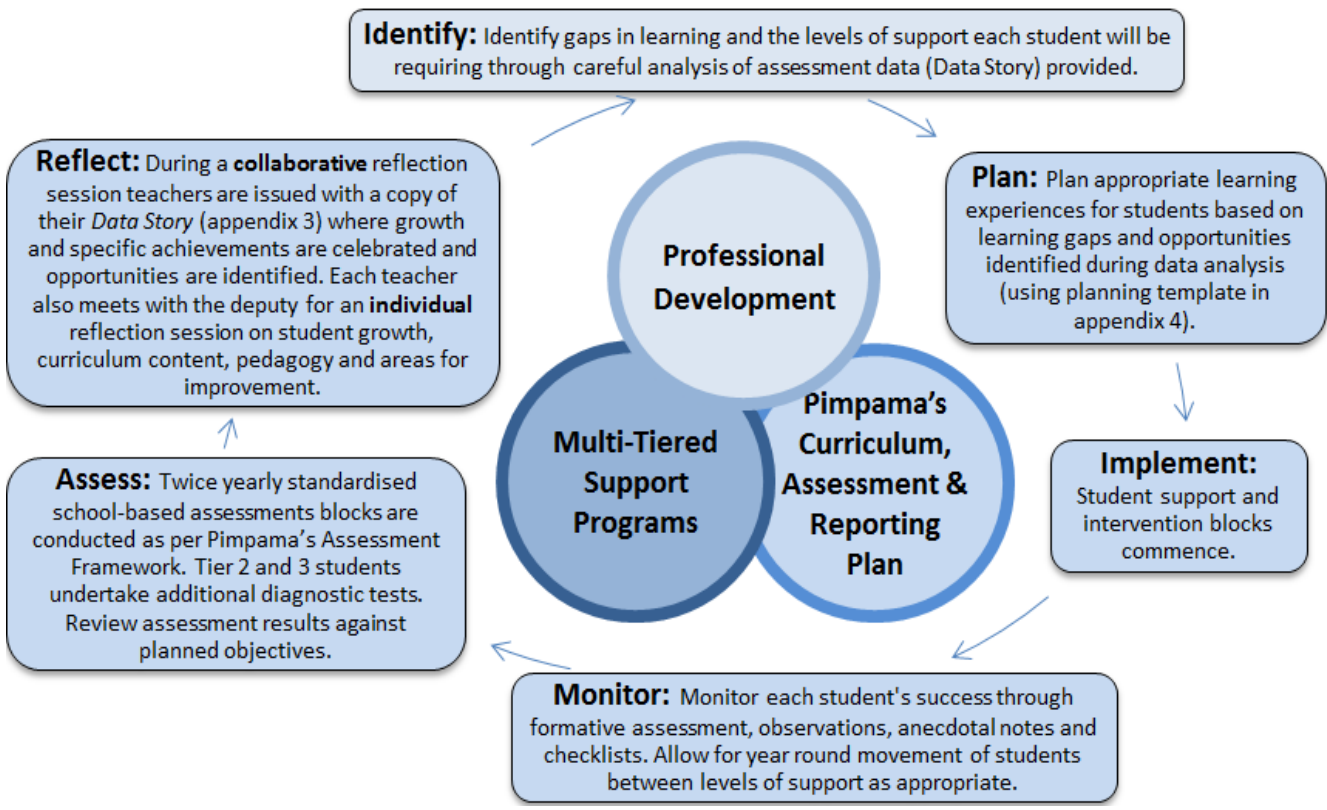 Identify: Identify gaps in learning and the levels of support each student will be
requiring through careful analysis of assessment data (Data Story) provided.
Plan: Plan appropriate learning
experiences for students based on
learning gaps and opportunities
identified during data analysis
(using planning template in
appendix 4).
Implement:
Student support and
intervention blocks
commence.
Monitor: Monitor each student's success through
formative assessment, observations, anecdotal notes and
checklists. Allow for year round movement of students
between levels of support as appropriate.
Assess: Twice yearly standardised
school-based assessments blocks are
conducted as per Pimpama’s Assessment
Framework. Tier 2 and 3 students
undertake additional diagnostic tests.
Review assessment results against
planned objectives.
Reflect: During a collaborative reflection
session teachers are issued with a copy of
their Data Story (appendix 3) where growth
and specific achievements are celebrated and
opportunities are identified. Each teacher
also meets with the deputy for an individual
reflection session on student growth,
curriculum content, pedagogy and areas for
improvement.
Professional
Development
Multi-Tiered
Support
Programs
Pimpama’s
Curriculum,
Assessment &
Reporting
Plan